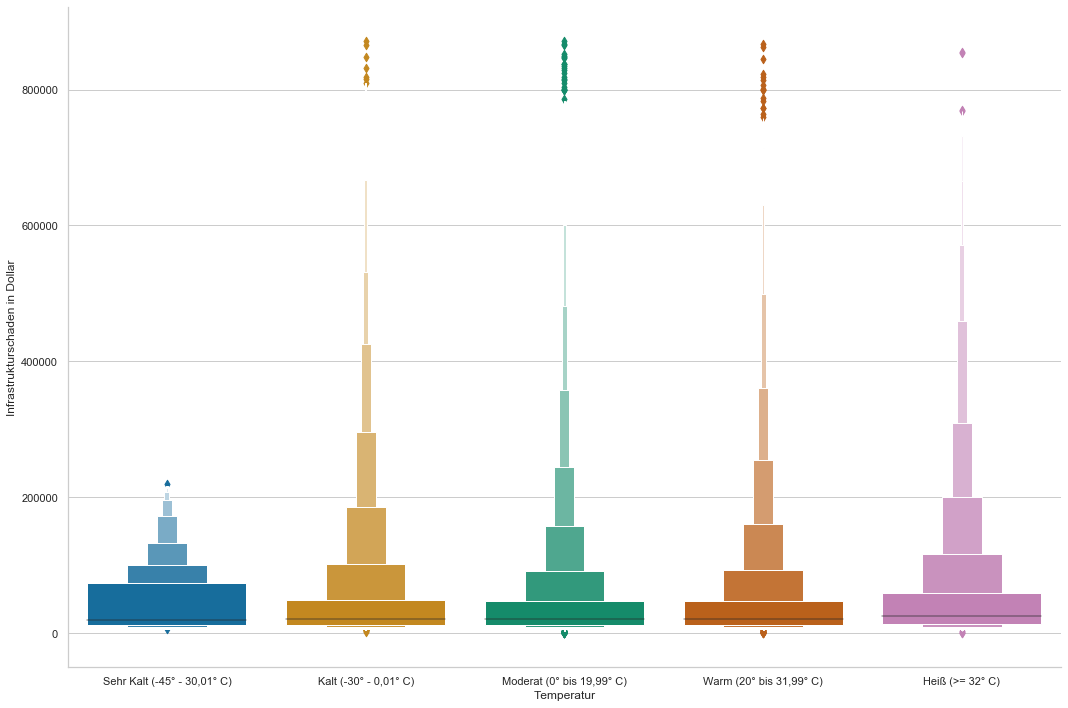 800000
600000
400000
200000
0
Infrastrukturschaden in Dollar
Sehr Kalt (-45° - 30,01° C)
Kalt (-30° - 0,01° C)
Moderat (0° bis 19,99° C)
Warm (20° bis 31,99° C)
Heiß (>= 32° C)
Temperatur